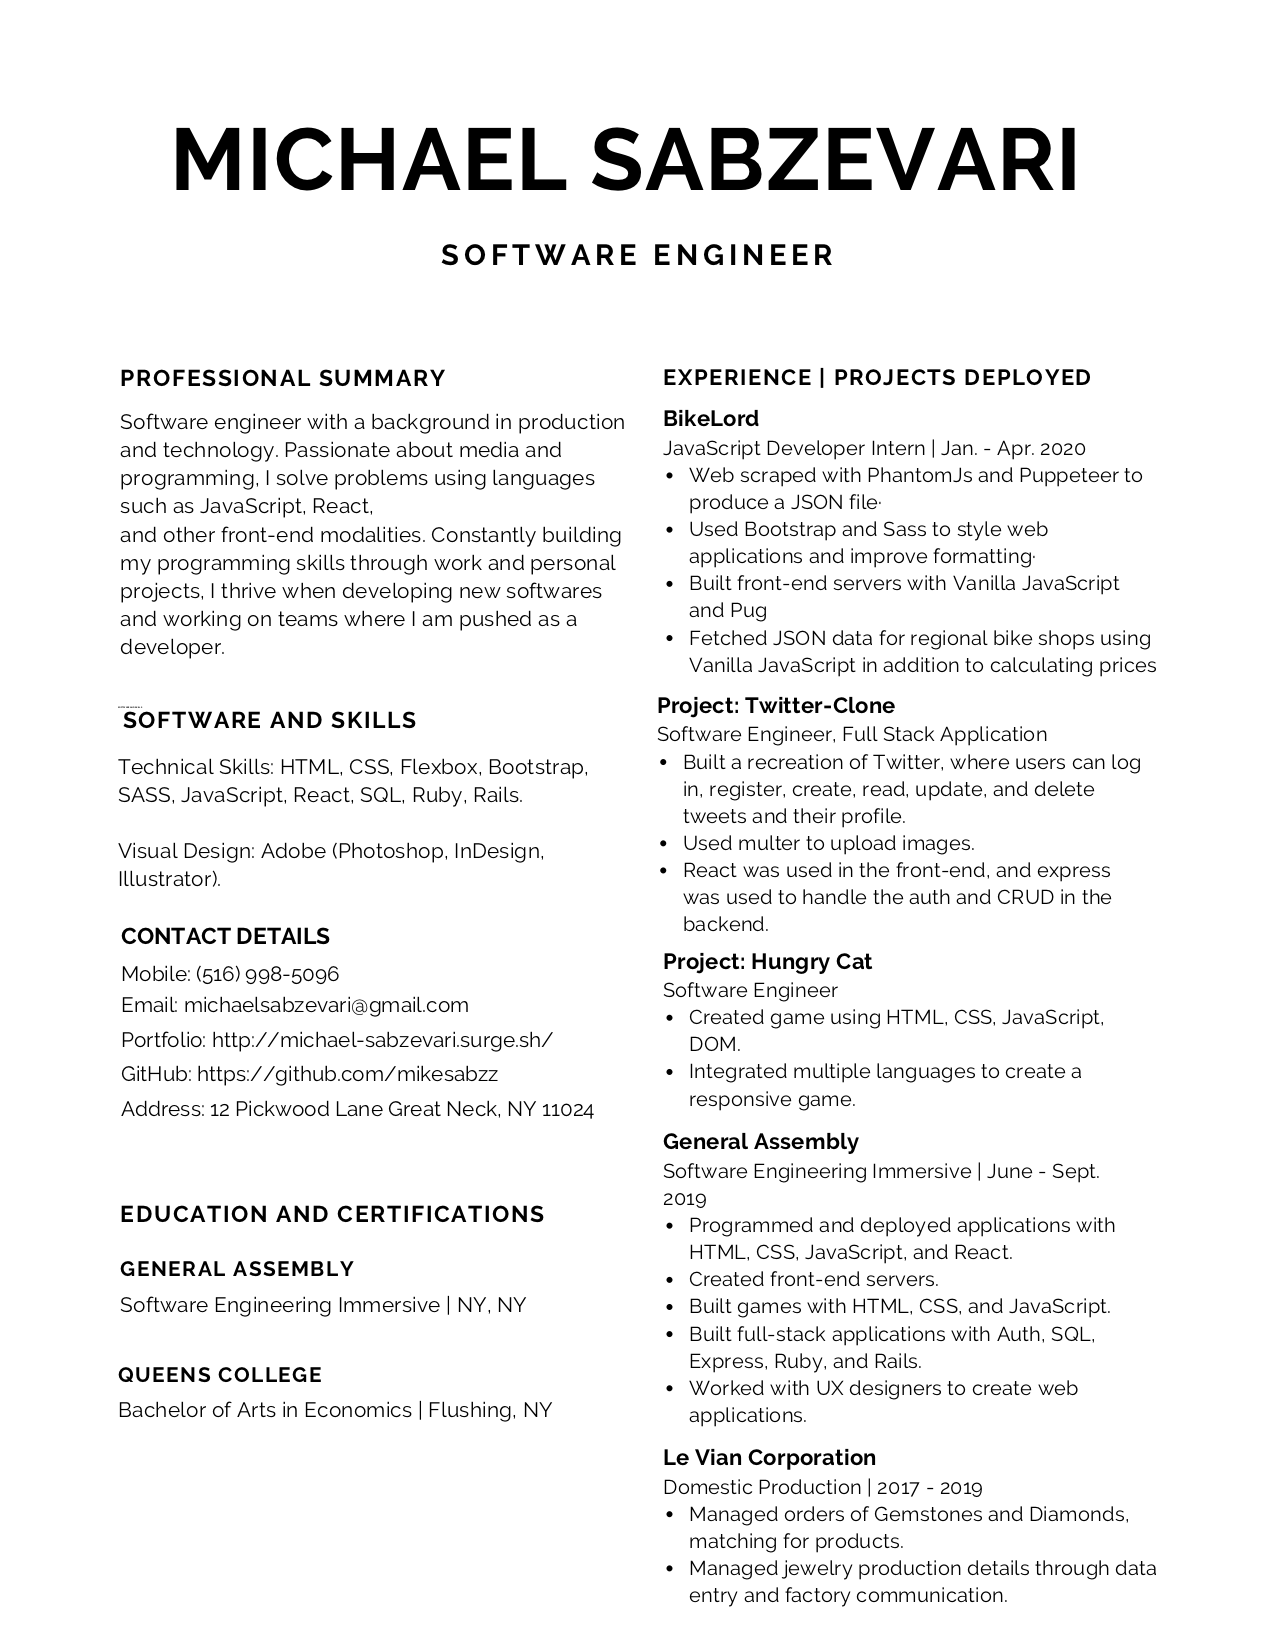 MICHAEL SABZEVARI
SOFTWARE ENGINEER
PROFESSIONAL SUMMARY
Software engineer with a background in production
and technology. Passionate about media and
programming, I solve problems using languages
such as JavaScript, React,
and other front-end modalities. Constantly building
my programming skills through work and personal
projects, I thrive when developing new softwares
and working on teams where I am pushed as a
developer.
SOFTWARE AND SKILLS
Technical Skills: HTML, CSS, Flexbox, Bootstrap,
SASS, JavaScript, React, SQL, Ruby, Rails.
Visual Design: Adobe (Photoshop, InDesign,
Illustrator).
CONTACT DETAILS
Mobile: (516) 998-5096
Email: michaelsabzevari@gmail.com
Portfolio: http://michael-sabzevari.surge.sh/
GitHub: https://github.com/mikesabzz
Address: 12 Pickwood Lane Great Neck, NY 11024
EDUCATION AND CERTIFICATIONS
GENERAL ASSEMBLY
Software Engineering Immersive | NY, NY
QUEENS COLLEGE
Bachelor of Arts in Economics | Flushing, NY
EXPERIENCE | PROJECTS DEPLOYED
BikeLord
JavaScript Developer Intern | Jan. - Apr. 2020
• Web scraped with PhantomJs and Puppeteer to
produce a JSON file·
• Used Bootstrap and Sass to style web
applications and improve formatting·
• Built front-end servers with Vanilla JavaScript
and Pug
• Fetched JSON data for regional bike shops using
Vanilla JavaScript in addition to calculating prices
Project: Twitter-Clone
Software Engineer, Full Stack Application
• Built a recreation of Twitter, where users can log
in, register, create, read, update, and delete
tweets and their profile.
• Used multer to upload images.
• React was used in the front-end, and express
was used to handle the auth and CRUD in the
backend.
Project: Hungry Cat
Software Engineer
• Created game using HTML, CSS, JavaScript,
DOM.
• Integrated multiple languages to create a
responsive game.
General Assembly
Software Engineering Immersive | June - Sept.
2019
• Programmed and deployed applications with
HTML, CSS, JavaScript, and React.
• Created front-end servers.
• Built games with HTML, CSS, and JavaScript.
• Built full-stack applications with Auth, SQL,
Express, Ruby, and Rails.
• Worked with UX designers to create web
applications.
Le Vian Corporation
Domestic Production | 2017 - 2019
• Managed orders of Gemstones and Diamonds,
matching for products.
• Managed jewelry production details through data
entry and factory communication.